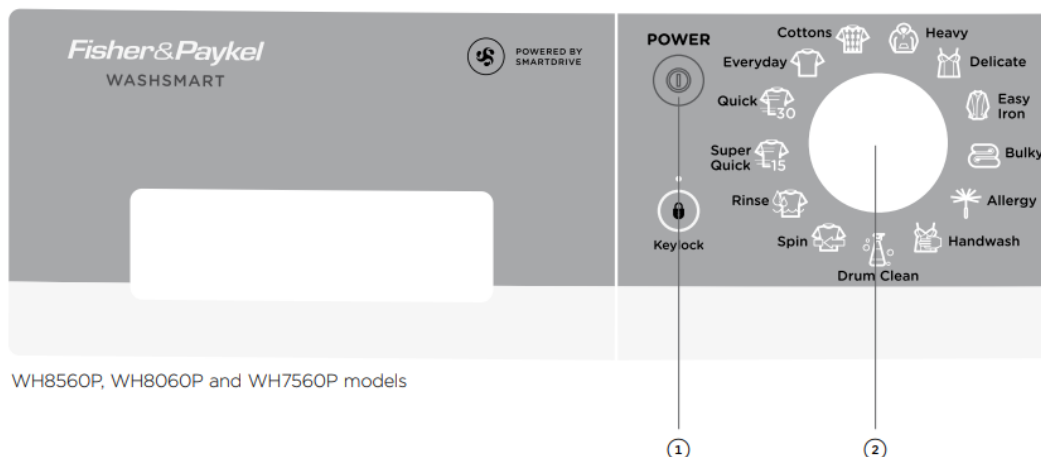 Fisher&Paykel
WASHSMART
POWERED BY
SMARTDRIVE
POWER
Keylock
Cottons
Heavy
Everyday
Delicate
Quick
30
Easy
Iron
Super
Quick
15
Bulky
Rinse
Allergy
Spin
Handwash
Drum Clean
WH8560P, WH8060P and WH7560P models
1
2